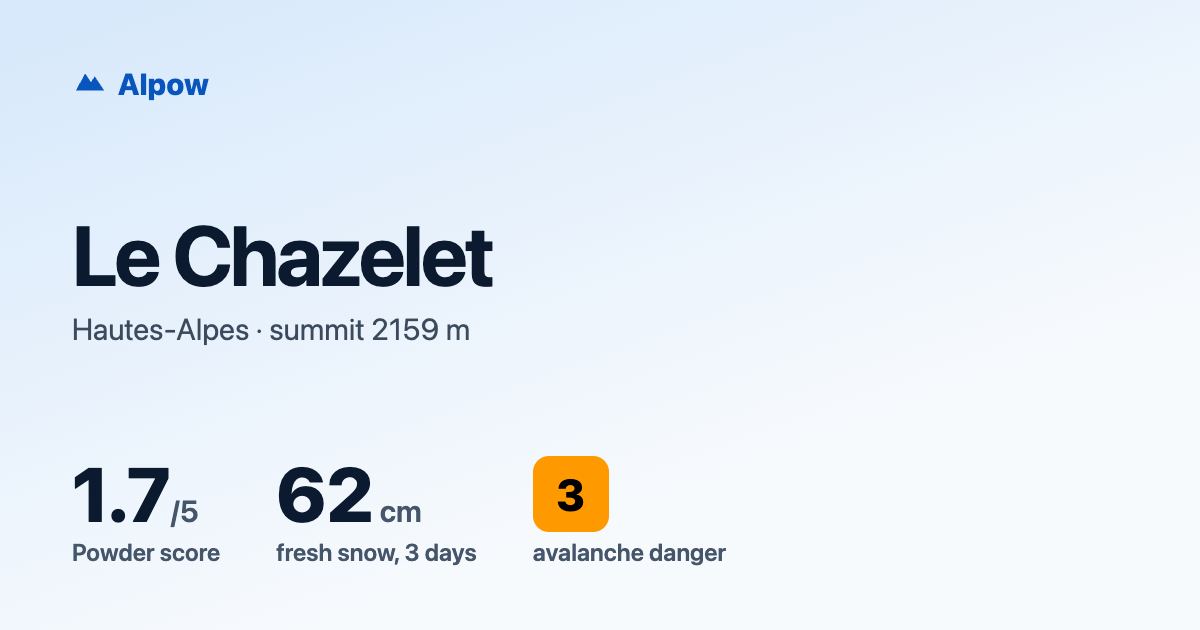 Alpow
Le Chazelet
Hautes-Alpes · summit 2159 m
1.7/5
Powder score
62 cm
fresh snow, 3 days
3
avalanche danger